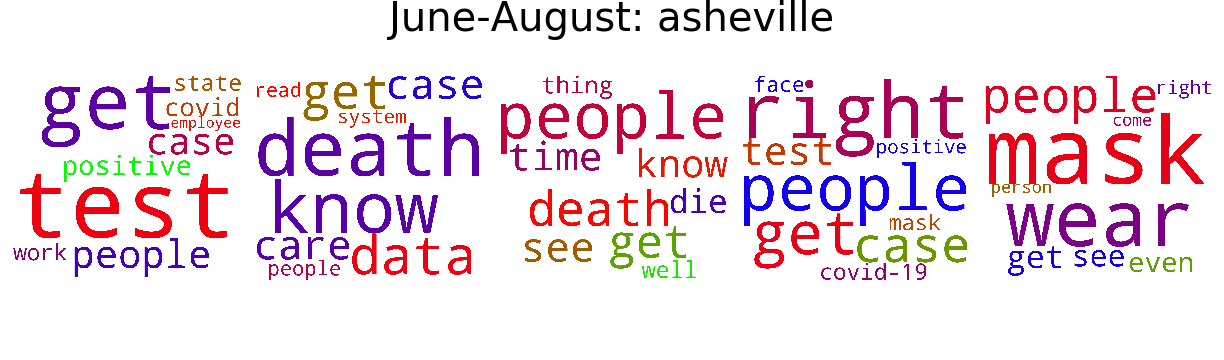 June-August: asheville
get
state
covid
employee
case
positive
test
work
people
read
get
case
system
death
know
care
data
people
thing
people
time
know
death
die
see
get
well
face
right
test
positive
people
mask
get
case
covid-19
people
right
come
mask
person
wear
get
see
even